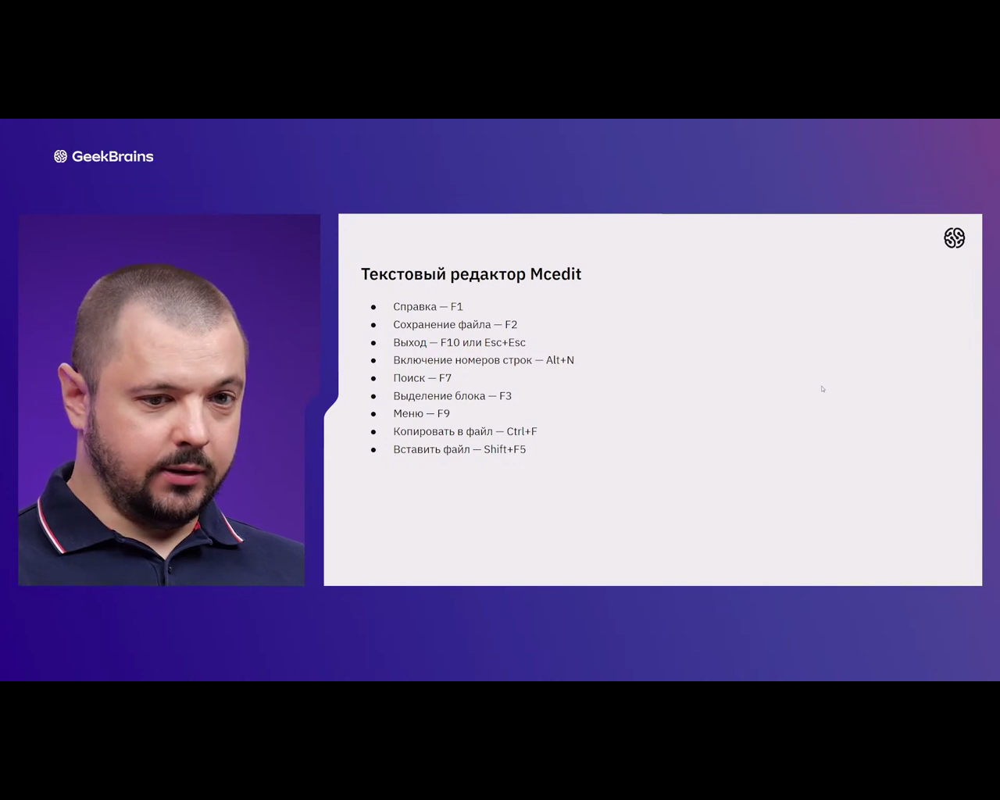 GeekBrains
Текстовый редактор Mcedit
● Справка — F1
● Сохранение файла — F2
● Выход — F10 или Esc+Esc
● Включение номеров строк — Alt+N
● Поиск — F7
● Выделение блока — F3
● Меню — F9
● Копировать в файл — Ctrl+F
● Вставить файл — Shift+F5